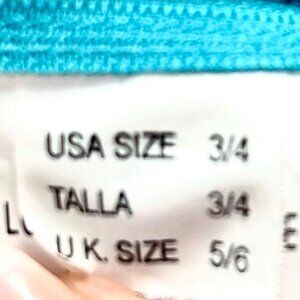 USA SIZE 3/4
TALLA 3/4
U K. SIZE 5/6